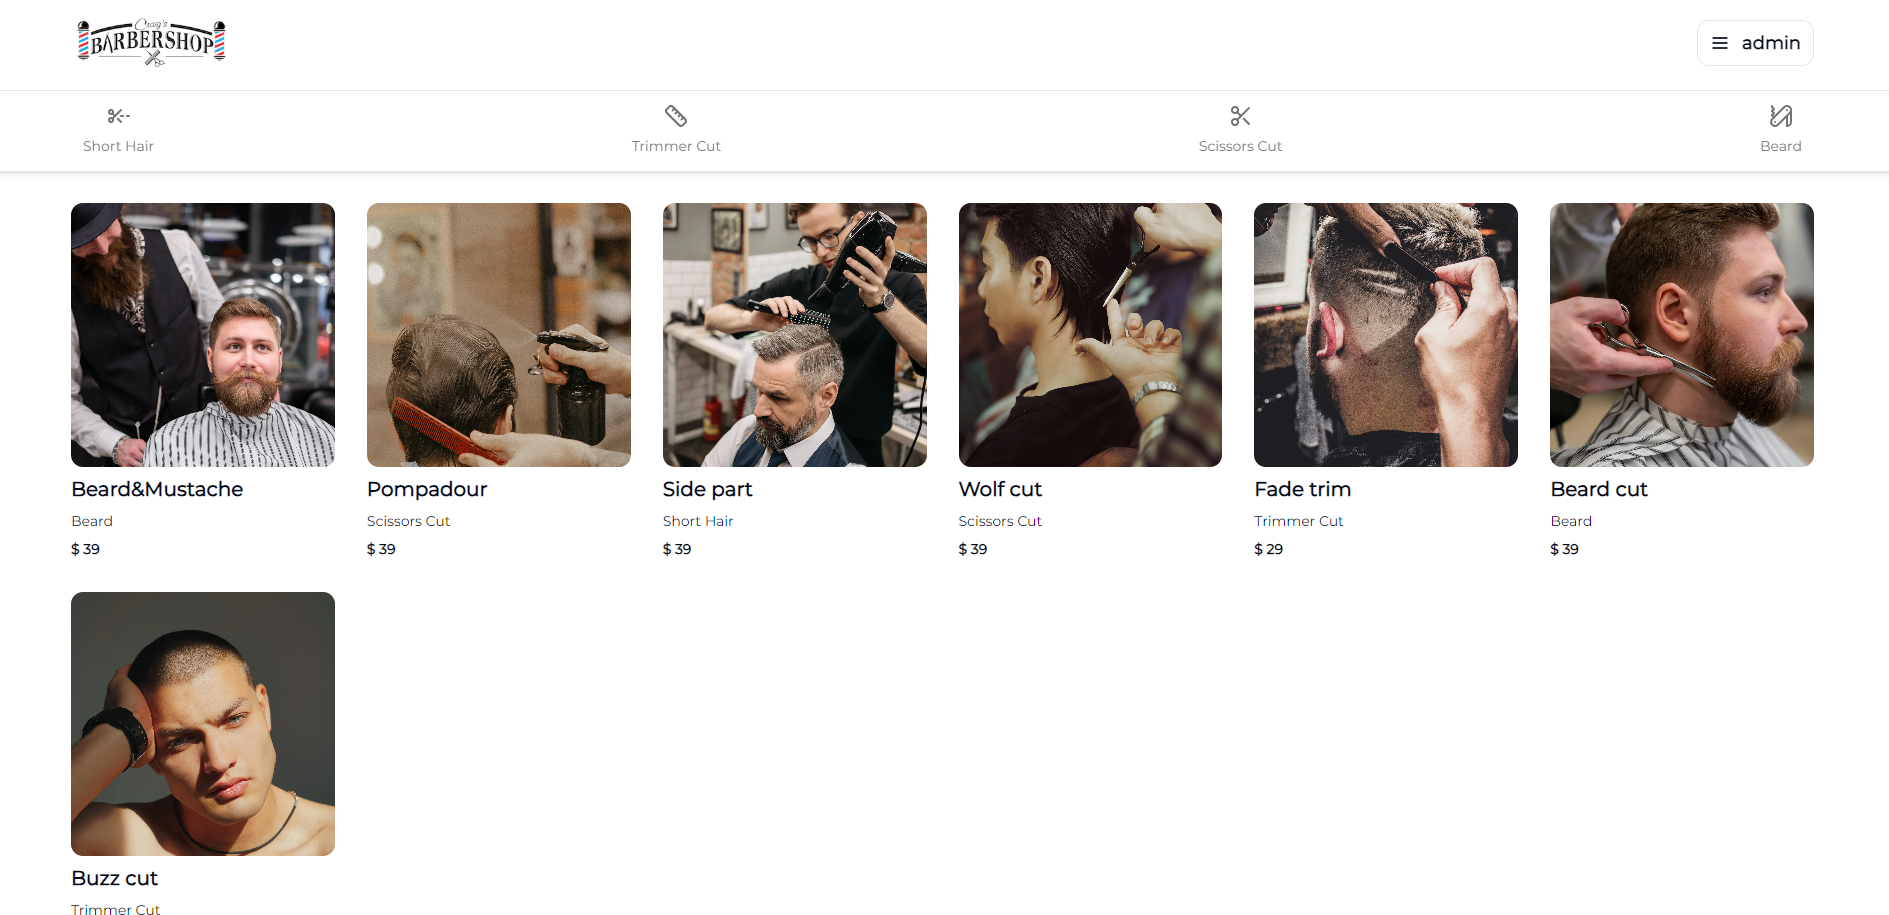 Craig's
BARBERSHOP
admin
Short Hair
Trimmer Cut
Scissors Cut
Beard
Beard&Mustache
Beard
$ 39
Pompadour
Scissors Cut
$ 39
Side part
Short Hair
$ 39
Wolf cut
Scissors Cut
$ 39
Fade trim
Trimmer Cut
$ 29
Beard cut
Beard
$ 39
Buzz cut
Trimmer Cut